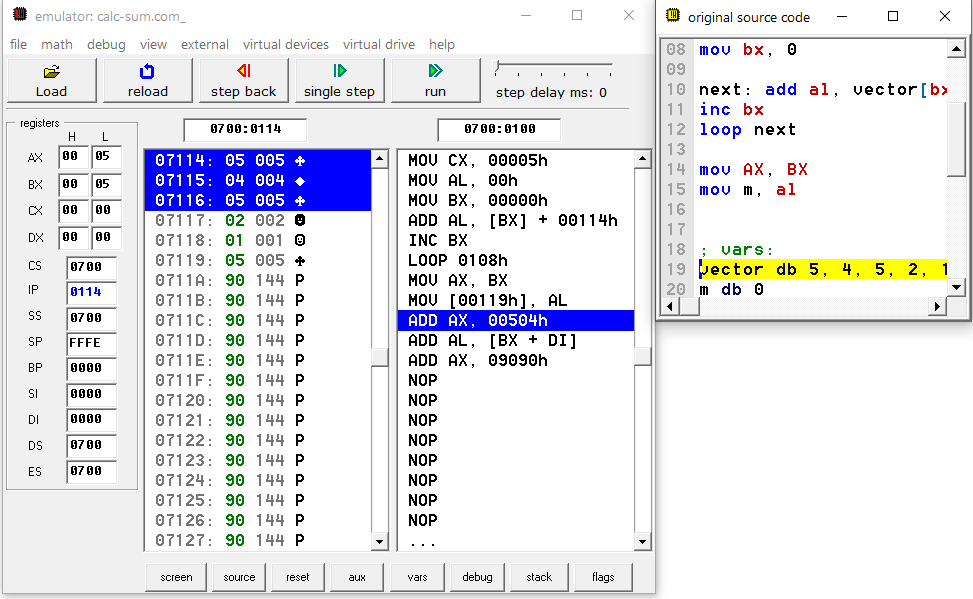 emulator: calc-sum.com_
file math debug view external virtual devices virtual drive help
Load reload step back single step run step delay ms: 0
registers
H L
AX 00 05
BX 00 05
CX 00 00
DX 00 00
CS 0700
IP 0114
SS 0700
SP FFFE
BP 0000
SI 0000
DI 0000
DS 0700
ES 0700
0700:0114
07114: 05 005 ♣
07115: 04 004 ♦
07116: 05 005 ♣
07117: 02 002 ☻
07118: 01 001 ☺
07119: 05 005 ♣
0711A: 90 144 P
0711B: 90 144 P
0711C: 90 144 P
0711D: 90 144 P
0711E: 90 144 P
0711F: 90 144 P
07120: 90 144 P
07121: 90 144 P
07122: 90 144 P
07123: 90 144 P
07124: 90 144 P
07125: 90 144 P
07126: 90 144 P
07127: 90 144 P
0700:0100
MOV CX, 00005h
MOV AL, 00h
MOV BX, 00000h
ADD AL, [BX] + 00114h
INC BX
LOOP 0108h
MOV AX, BX
MOV [00119h], AL
ADD AX, 00504h
ADD AL, [BX + DI]
ADD AX, 09090h
NOP
NOP
NOP
NOP
NOP
NOP
NOP
NOP
...
screen source reset aux vars debug stack flags
original source code
08 mov bx, 0
09
10 next: add al, vector[bx
11 inc bx
12 loop next
13
14 mov AX, BX
15 mov m, al
16
17
18 ; vars:
19 vector db 5, 4, 5, 2, 1
20 m db 0